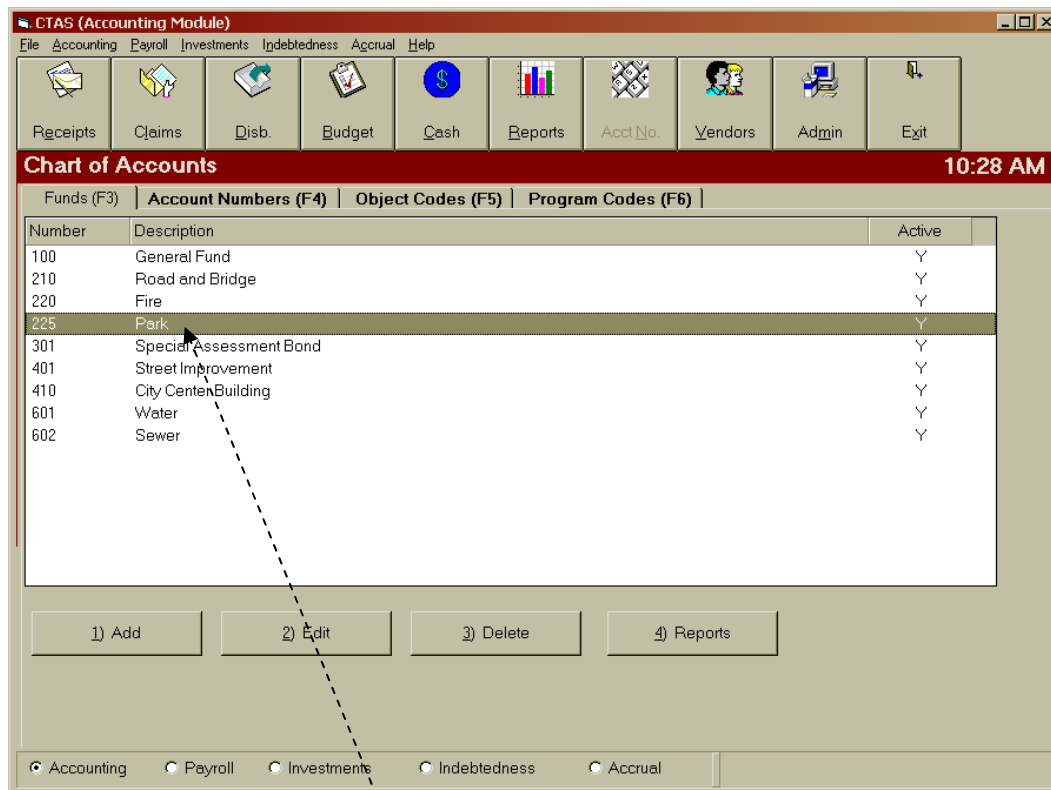 CTAS (Accounting Module)
File Accounting Payroll Investments Indebtedness Accrual Help
Receipts Claims Disb. Budget Cash Reports Acct No. Vendors Admin Exit
Chart of Accounts 10:28 AM
Funds (F3) Account Numbers (F4) Object Codes (F5) Program Codes (F6)
Number Description Active
100 General Fund Y
210 Road and Bridge Y
220 Fire Y
225 Park Y
301 Special Assessment Bond Y
401 Street Improvement Y
410 City Center Building Y
601 Water Y
602 Sewer Y
1) Add 2) Edit 3) Delete 4) Reports
Accounting Payroll Investments Indebtedness Accrual